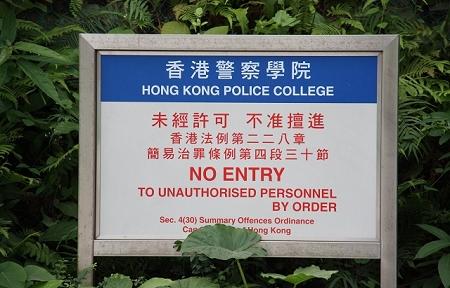 香港警察學院
HONG KONG POLICE COLLEGE
未經許可 不准擅進
香港法例第二二八章
簡易治罪條例第四段三十節
NO ENTRY
TO UNAUTHORISED PERSONNEL
BY ORDER
Sec. 4(30) Summary Offences Ordinance
Hong Kong